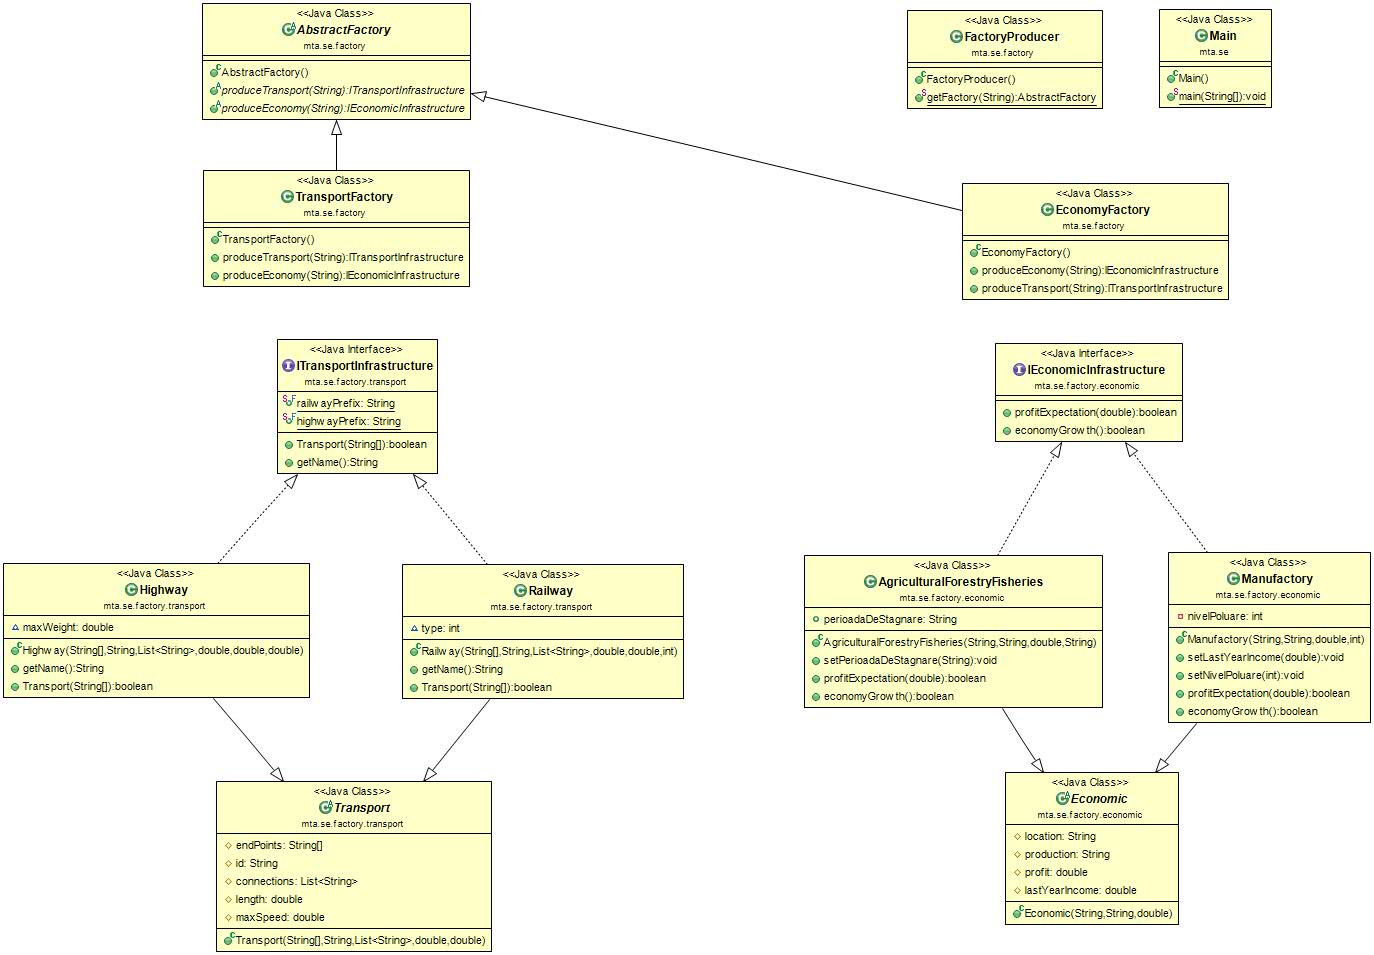 <<Java Class>>
AbstractFactory
mta.se.factory
AbstractFactory()
produceTransport(String):ITransportInfrastructure
produceEconomy(String):IEconomicInfrastructure
<<Java Class>>
FactoryProducer
mta.se.factory
FactoryProducer()
getFactory(String):AbstractFactory
<<Java Class>>
Main
mta.se
Main()
main(String[]):void
<<Java Class>>
TransportFactory
mta.se.factory
TransportFactory()
produceTransport(String):ITransportInfrastructure
produceEconomy(String):IEconomicInfrastructure
<<Java Class>>
EconomyFactory
mta.se.factory
EconomyFactory()
produceEconomy(String):IEconomicInfrastructure
produceTransport(String):ITransportInfrastructure
<<Java Interface>>
ITransportInfrastructure
mta.se.factory.transport
railwayPrefix: String
highwayPrefix: String
Transport(String[]):boolean
getName():String
<<Java Interface>>
IEconomicInfrastructure
mta.se.factory.economic
profitExpectation(double):boolean
economyGrowth():boolean
<<Java Class>>
Highway
mta.se.factory.transport
maxWeight: double
Highway(String[],String,List<String>,double,double,double)
getName():String
Transport(String[]):boolean
<<Java Class>>
Railway
mta.se.factory.transport
type: int
Railway(String[],String,List<String>,double,double,int)
getName():String
Transport(String[]):boolean
<<Java Class>>
AgriculturalForestryFisheries
mta.se.factory.economic
perioadaDeStagnare: String
AgriculturalForestryFisheries(String,String,double,String)
setPerioadaDeStagnare(String):void
profitExpectation(double):boolean
economyGrowth():boolean
<<Java Class>>
Manufactory
mta.se.factory.economic
nivelPoluare: int
Manufactory(String,String,double,int)
setLastYearIncome(double):void
setNivelPoluare(int):void
profitExpectation(double):boolean
economyGrowth():boolean
<<Java Class>>
Transport
mta.se.factory.transport
endPoints: String[]
id: String
connections: List<String>
length: double
maxSpeed: double
Transport(String[],String,List<String>,double,double)
<<Java Class>>
Economic
mta.se.factory.economic
location: String
production: String
profit: double
lastYearIncome: double
Economic(String,String,double)